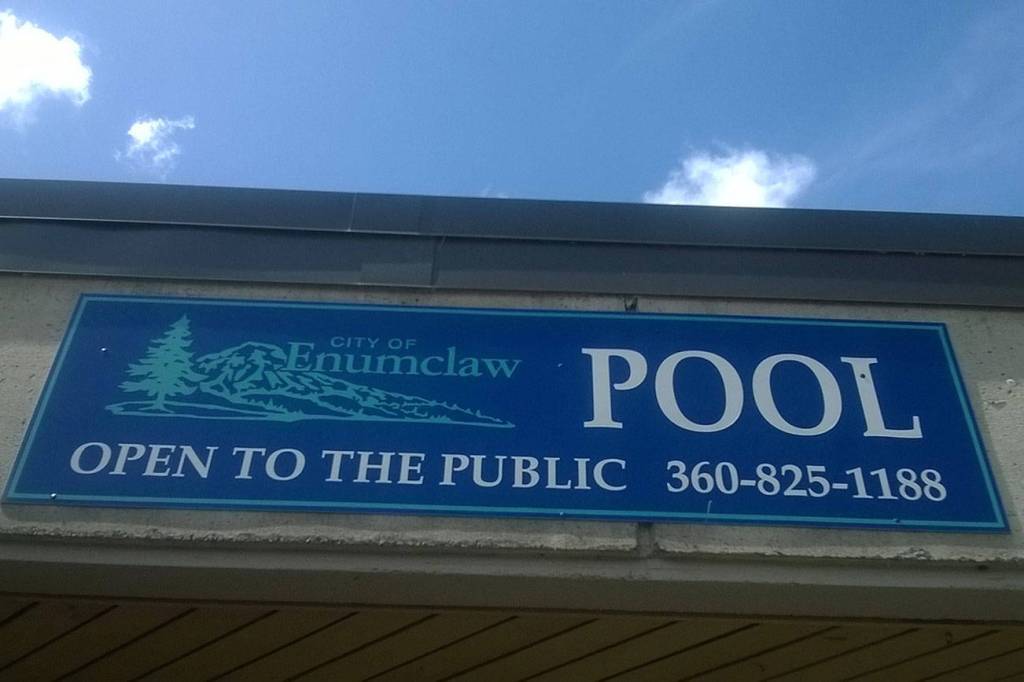 CITY OF
Enumclaw
POOL
OPEN TO THE PUBLIC 360-825-1188